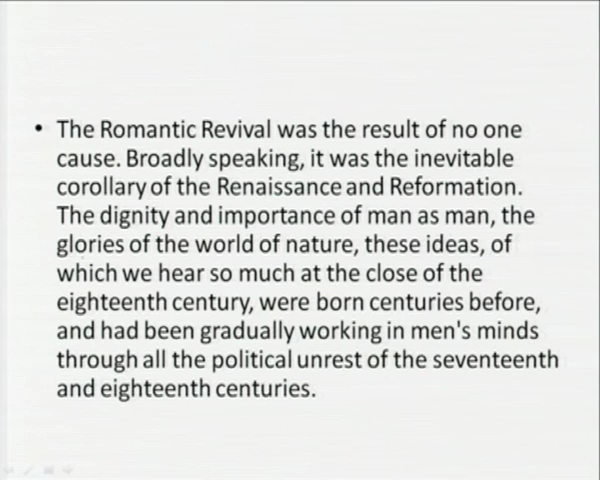 • The Romantic Revival was the result of no one
cause. Broadly speaking, it was the inevitable
corollary of the Renaissance and Reformation.
The dignity and importance of man as man, the
glories of the world of nature, these ideas, of
which we hear so much at the close of the
eighteenth century, were born centuries before,
and had been gradually working in men's minds
through all the political unrest of the seventeenth
and eighteenth centuries.